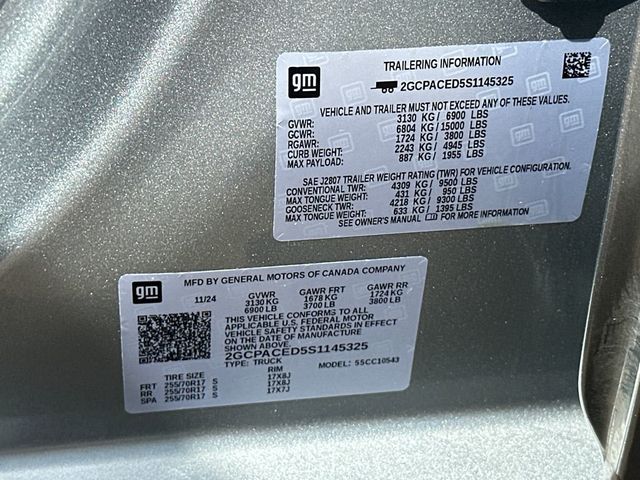 gm
TRAILERING INFORMATION
2GCPACED5S1145325
VEHICLE AND TRAILER MUST NOT EXCEED ANY OF THESE VALUES.
GVWR: 3130 KG/ 6900 LBS
GCWR: 6804 KG/15000 LBS
RGAWR: 1724 KG/ 3800 LBS
CURB WEIGHT: 2243 KG/ 4945 LBS
MAX PAYLOAD: 887 KG/ 1955 LBS
SAE J2807 TRAILER WEIGHT RATING (TWR) FOR VEHICLE CONFIGURATION.
CONVENTIONAL TWR: 4309 KG/ 9500 LBS
MAX TONGUE WEIGHT: 431 KG/ 950 LBS
GOOSENECK TWR: 4218 KG/ 9300 LBS
MAX TONGUE WEIGHT: 633 KG/ 1395 LBS
SEE OWNER'S MANUAL FOR MORE INFORMATION
gm
MFD BY GENERAL MOTORS OF CANADA COMPANY
11/24 GVWR GAWR FRT GAWR RR
3130 KG 1678 KG 1724 KG
6900 LB 3700 LB 3800 LB
THIS VEHICLE CONFORMS TO ALL
APPLICABLE U.S. FEDERAL MOTOR
VEHICLE SAFETY STANDARDS IN EFFECT
ON THE DATE OF MANUFACTURE
SHOWN ABOVE.
2GCPACED5S1145325
TYPE: TRUCK MODEL: 55CC10543
TIRE SIZE RIM
FRT 255/70R17 S 17X8J
RR 255/70R17 S 17X8J
SPA 255/70R17 S 17X7J